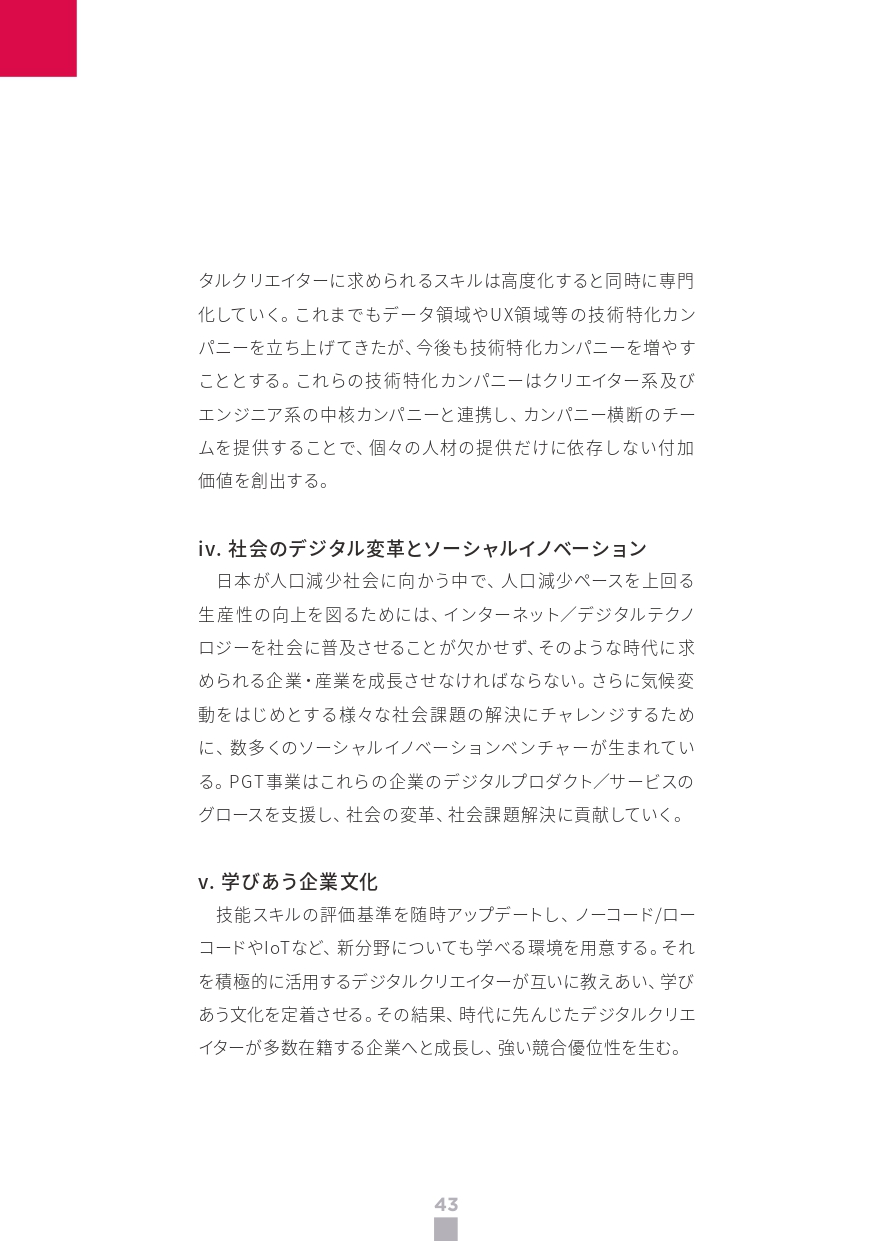 タルクリエイターに求められるスキルは高度化すると同時に専門
化していく。これまでもデータ領域やUX領域等の技術特化カン
パニーを立ち上げてきたが、今後も技術特化カンパニーを増やす
こととする。これらの技術特化カンパニーはクリエイター系及び
エンジニア系の中核カンパニーと連携し、カンパニー横断のチー
ムを提供することで、個々の人材の提供だけに依存しない付加
価値を創出する。
iv. 社会のデジタル変革とソーシャルイノベーション
　日本が人口減少社会に向かう中で、人口減少ペースを上回る
生産性の向上を図るためには、インターネット／デジタルテクノ
ロジーを社会に普及させることが欠かせず、そのような時代に求
められる企業・産業を成長させなければならない。さらに気候変
動をはじめとする様々な社会課題の解決にチャレンジするため
に、数多くのソーシャルイノベーションベンチャーが生まれてい
る。PGT事業はこれらの企業のデジタルプロダクト／サービスの
グロースを支援し、社会の変革、社会課題解決に貢献していく。
v. 学びあう企業文化
　技能スキルの評価基準を随時アップデートし、ノーコード/ロー
コードやIoTなど、新分野についても学べる環境を用意する。それ
を積極的に活用するデジタルクリエイターが互いに教えあい、学び
あう文化を定着させる。その結果、時代に先んじたデジタルクリエ
イターが多数在籍する企業へと成長し、強い競合優位性を生む。
43